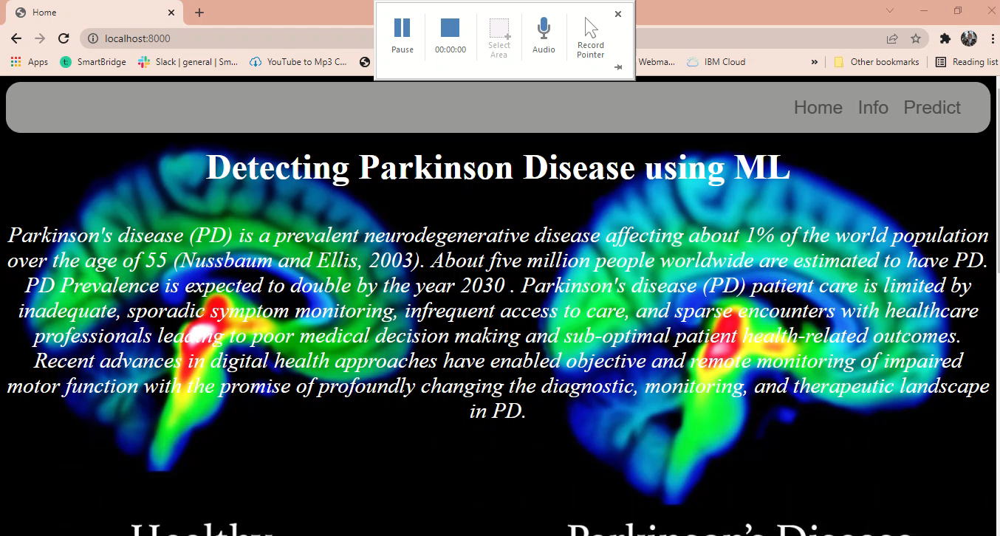 Home
localhost:8000
Pause
00:00:00
Select
Area
Audio
Record
Pointer
Apps
SmartBridge
Slack | general | Sm...
YouTube to Mp3 C...
Webma...
IBM Cloud
»
Other bookmarks
Reading list
Home Info Predict
Detecting Parkinson Disease using ML
Parkinson's disease (PD) is a prevalent neurodegenerative disease affecting about 1% of the world population
over the age of 55 (Nussbaum and Ellis, 2003). About five million people worldwide are estimated to have PD.
PD Prevalence is expected to double by the year 2030 . Parkinson's disease (PD) patient care is limited by
inadequate, sporadic symptom monitoring, infrequent access to care, and sparse encounters with healthcare
professionals leading to poor medical decision making and sub-optimal patient health-related outcomes.
Recent advances in digital health approaches have enabled objective and remote monitoring of impaired
motor function with the promise of profoundly changing the diagnostic, monitoring, and therapeutic landscape
in PD.
Healthy
Parkinson's Disease